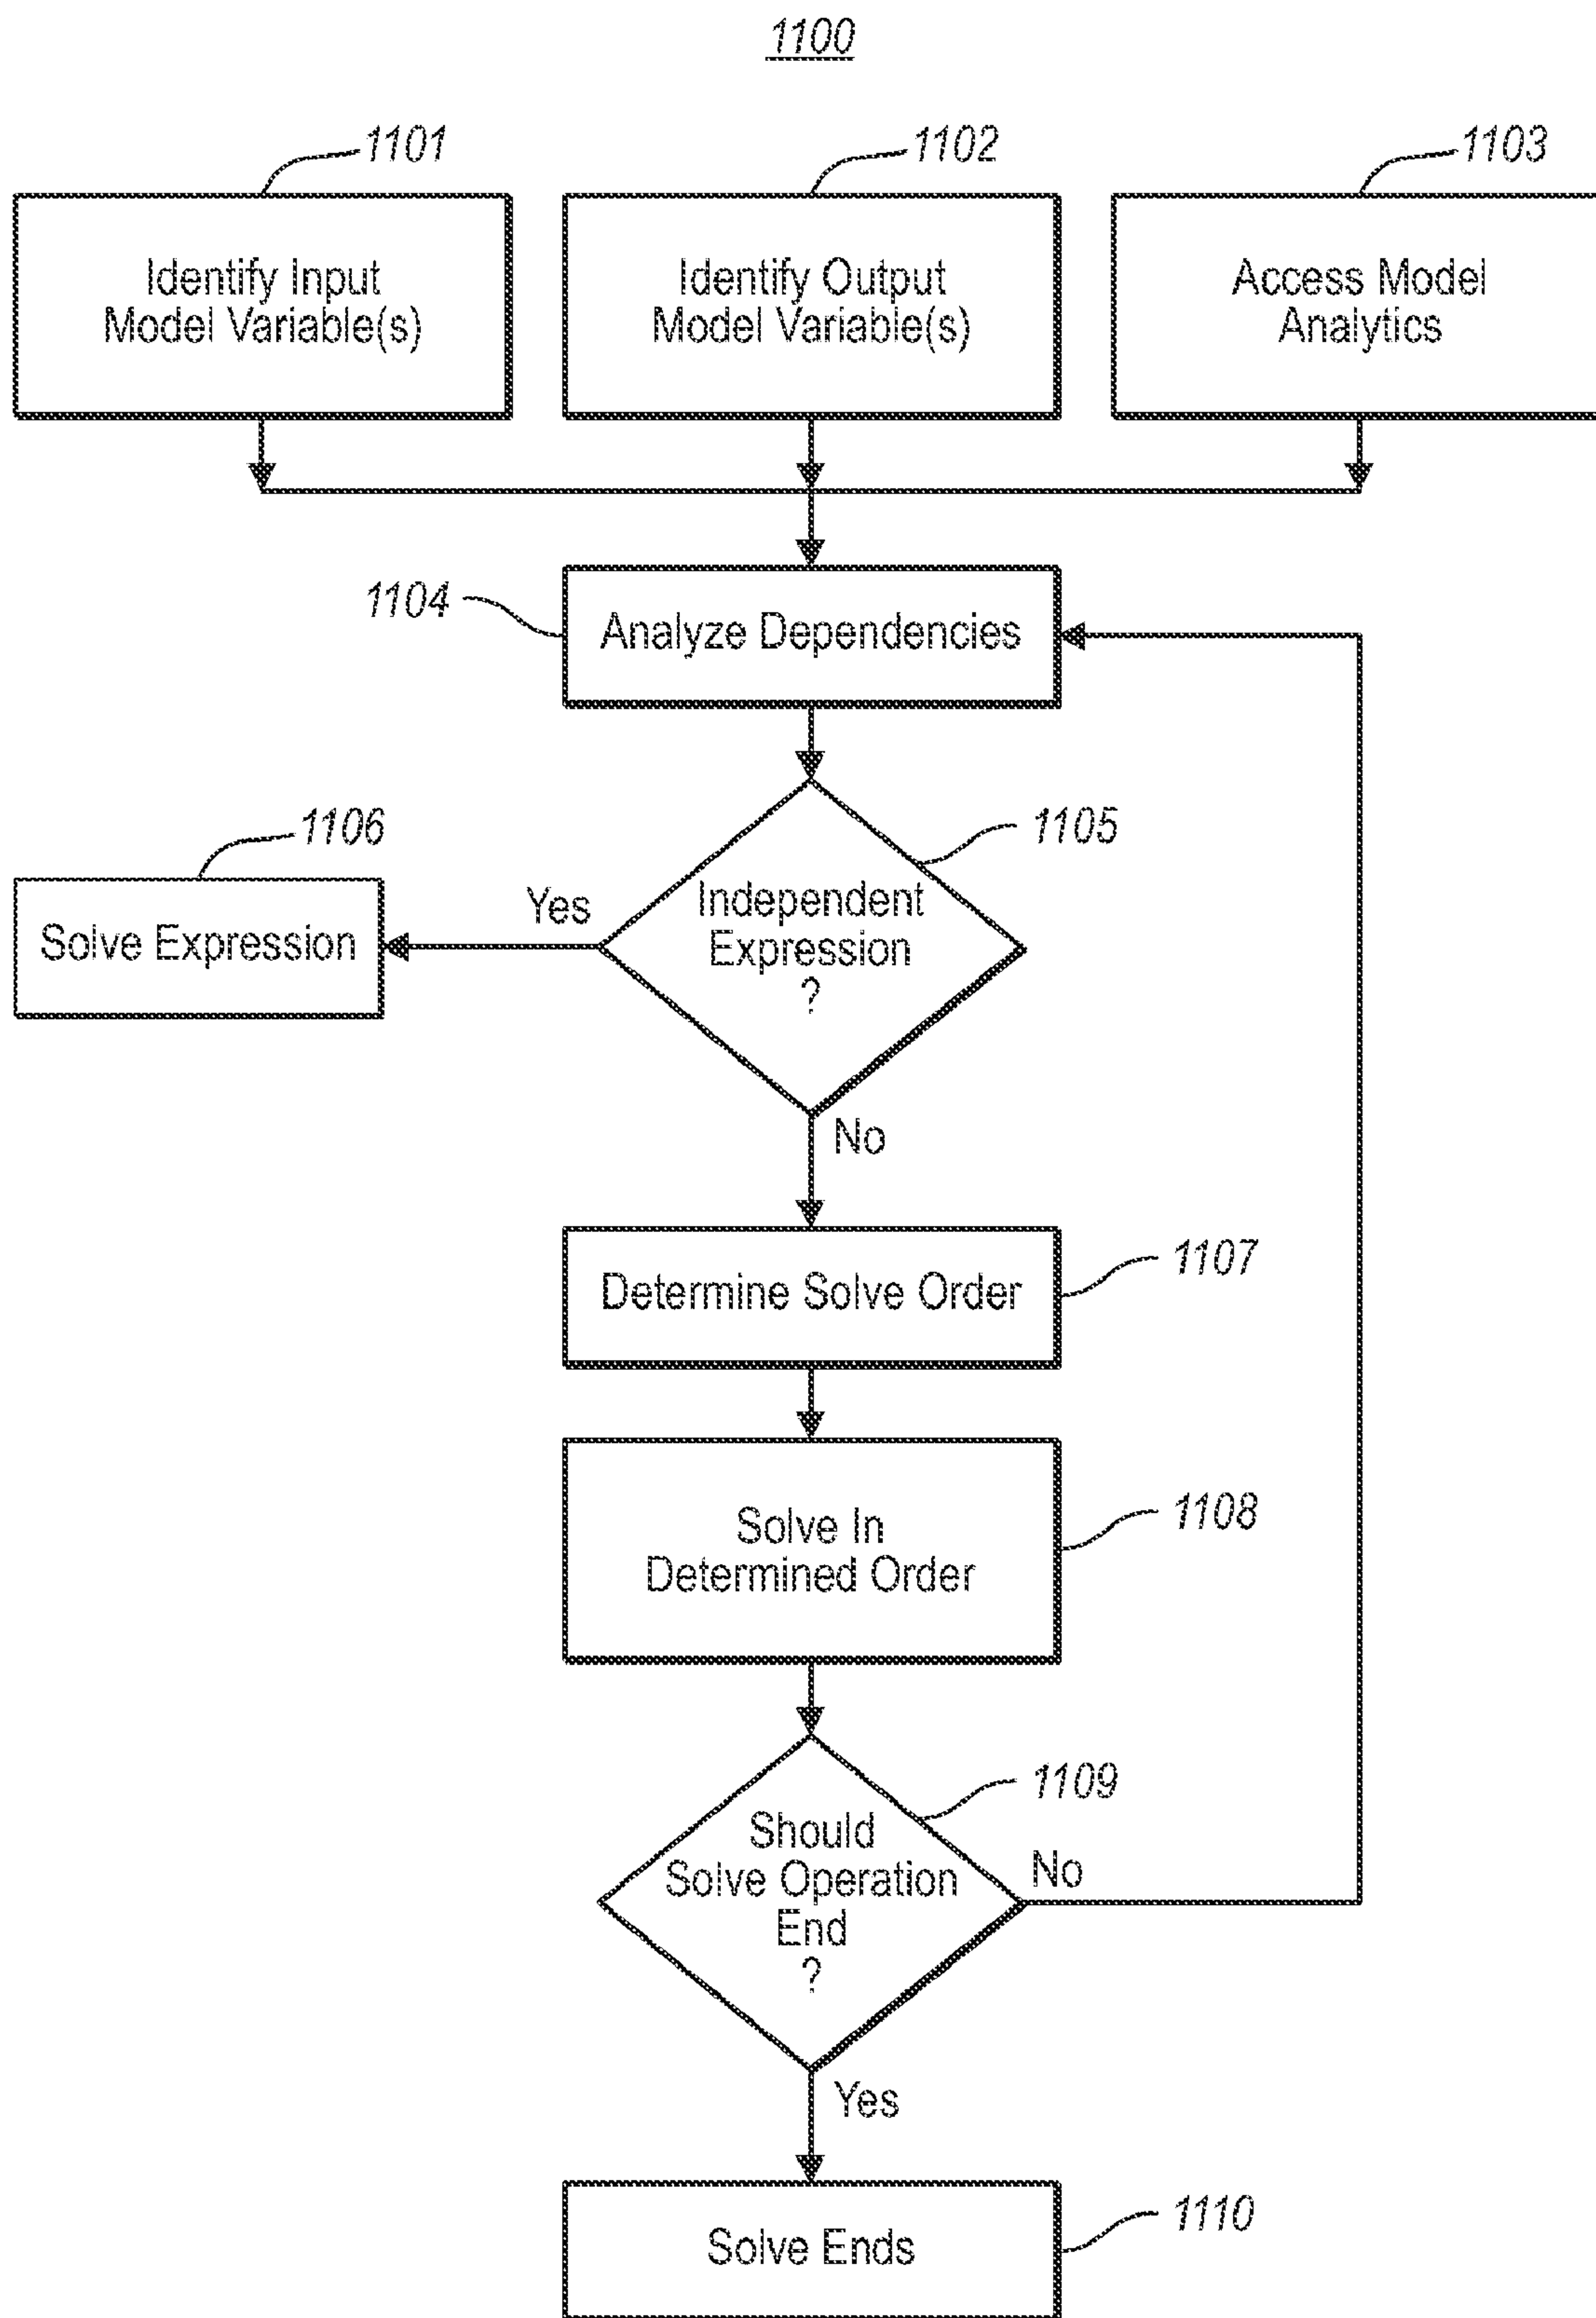 1100
1101
1102
1103
Identify Input
Model Variable(s)
Identify Output
Model Variable(s)
Access Model
Analytics
1104
Analyze Dependencies
1105
Independent
Expression
?
Yes
1106
Solve Expression
No
Determine Solve Order
1107
Solve In
Determined Order
1108
1109
Should
Solve Operation
End
?
No
Yes
Solve Ends
1110